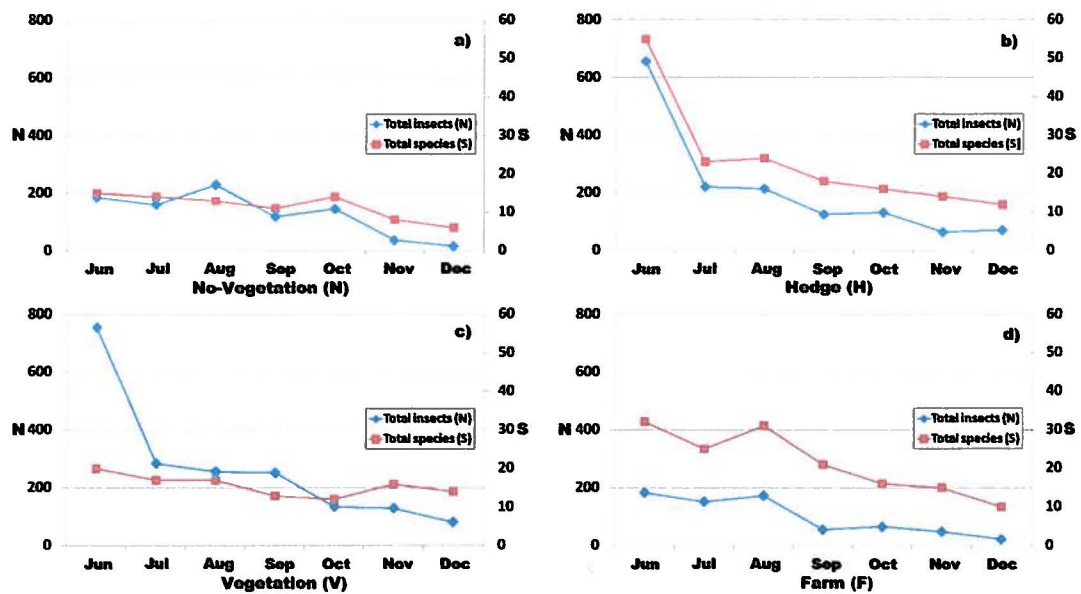 a)
800 600 400 200 0
N
60 50 40 30 20 10 0
S
Total insects (N)
Total species (S)
Jun Jul Aug Sep Oct Nov Dec
No-Vegetation (N)
b)
800 600 400 200 0
N
60 50 40 30 20 10 0
S
Total insects (N)
Total species (S)
Jun Jul Aug Sep Oct Nov Dec
Hedge (H)
c)
800 600 400 200 0
N
60 50 40 30 20 10 0
S
Total insects (N)
Total species (S)
Jun Jul Aug Sep Oct Nov Dec
Vegetation (V)
d)
800 600 400 200 0
N
60 50 40 30 20 10 0
S
Total insects (N)
Total species (S)
Jun Jul Aug Sep Oct Nov Dec
Farm (F)